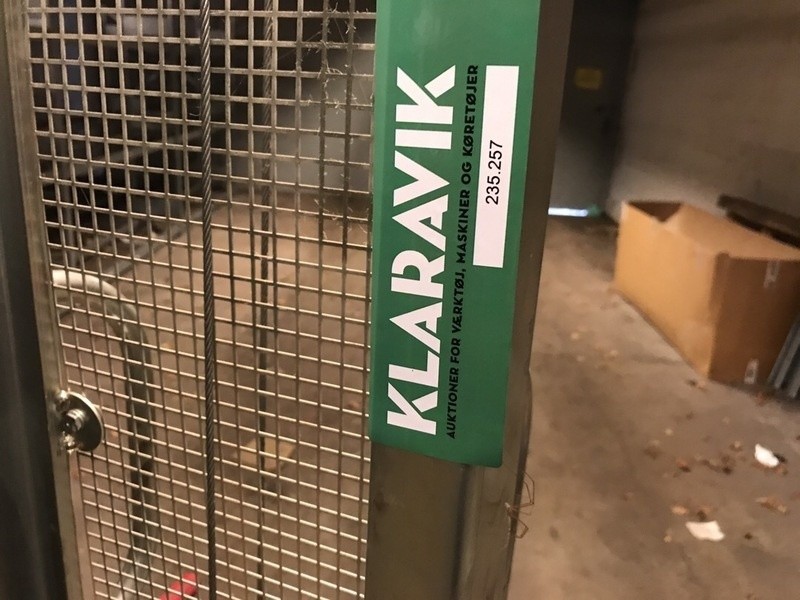 KLARAVIK
AUKTIONER FOR VÆRKTØJ, MASKINER OG KØRETØJER
235.257